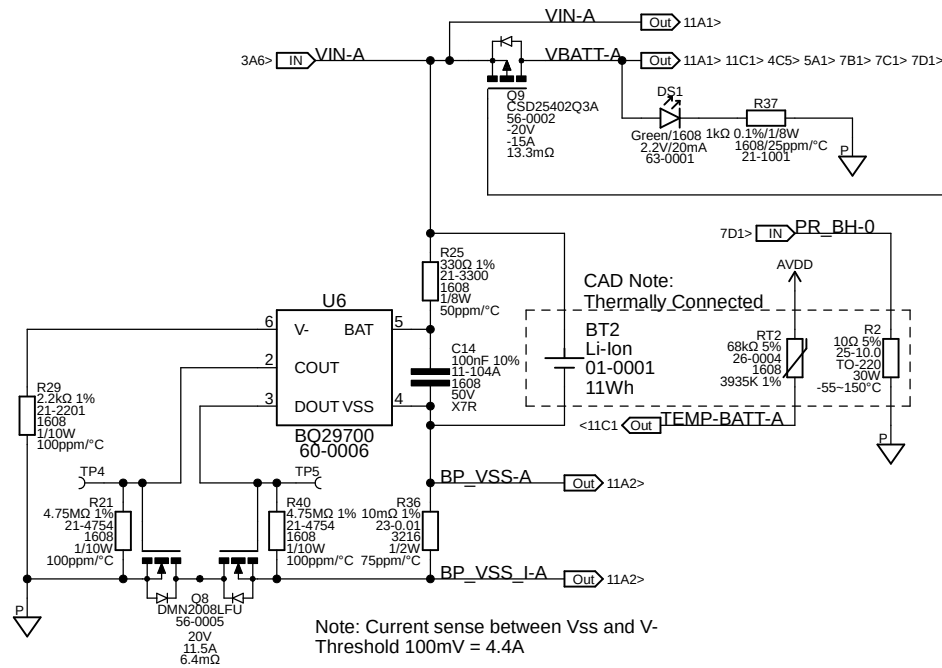 VIN-A
Out 11A1>
3A6> IN VIN-A
VBATT-A
Out 11A1> 11C1> 4C5> 5A1> 7B1> 7C1> 7D1>
Q9
CSD25402Q3A
56-0002
-20V
-15A
13.3mΩ
DS1
Green/1608
2.2V/20mA
63-0001
R37
1kΩ 0.1%/1/8W
1608/25ppm/°C
21-1001
P
7D1> IN PR_BH-0
AVDD
R25
330Ω 1%
21-3300
1608
1/8W
50ppm/°C
CAD Note:
Thermally Connected
BT2
Li-Ion
01-0001
11Wh
RT2
68kΩ 5%
26-0004
1608
3935K 1%
R2
10Ω 5%
25-10.0
TO-220
30W
-55~150°C
P
<11C1 Out TEMP-BATT-A
U6
6 V- BAT 5
2 COUT
3 DOUT VSS 4
BQ29700
60-0006
C14
100nF 10%
11-104A
1608
50V
X7R
R29
2.2kΩ 1%
21-2201
1608
1/10W
100ppm/°C
TP4
TP5
R21
4.75MΩ 1%
21-4754
1608
1/10W
100ppm/°C
R40
4.75MΩ 1%
21-4754
1608
1/10W
100ppm/°C
R36
10mΩ 1%
23-0.01
3216
1/2W
75ppm/°C
BP_VSS-A
Out 11A2>
BP_VSS_I-A
Out 11A2>
P
Q8
DMN2008LFU
56-0005
20V
11.5A
6.4mΩ
Note: Current sense between Vss and V-
Threshold 100mV = 4.4A